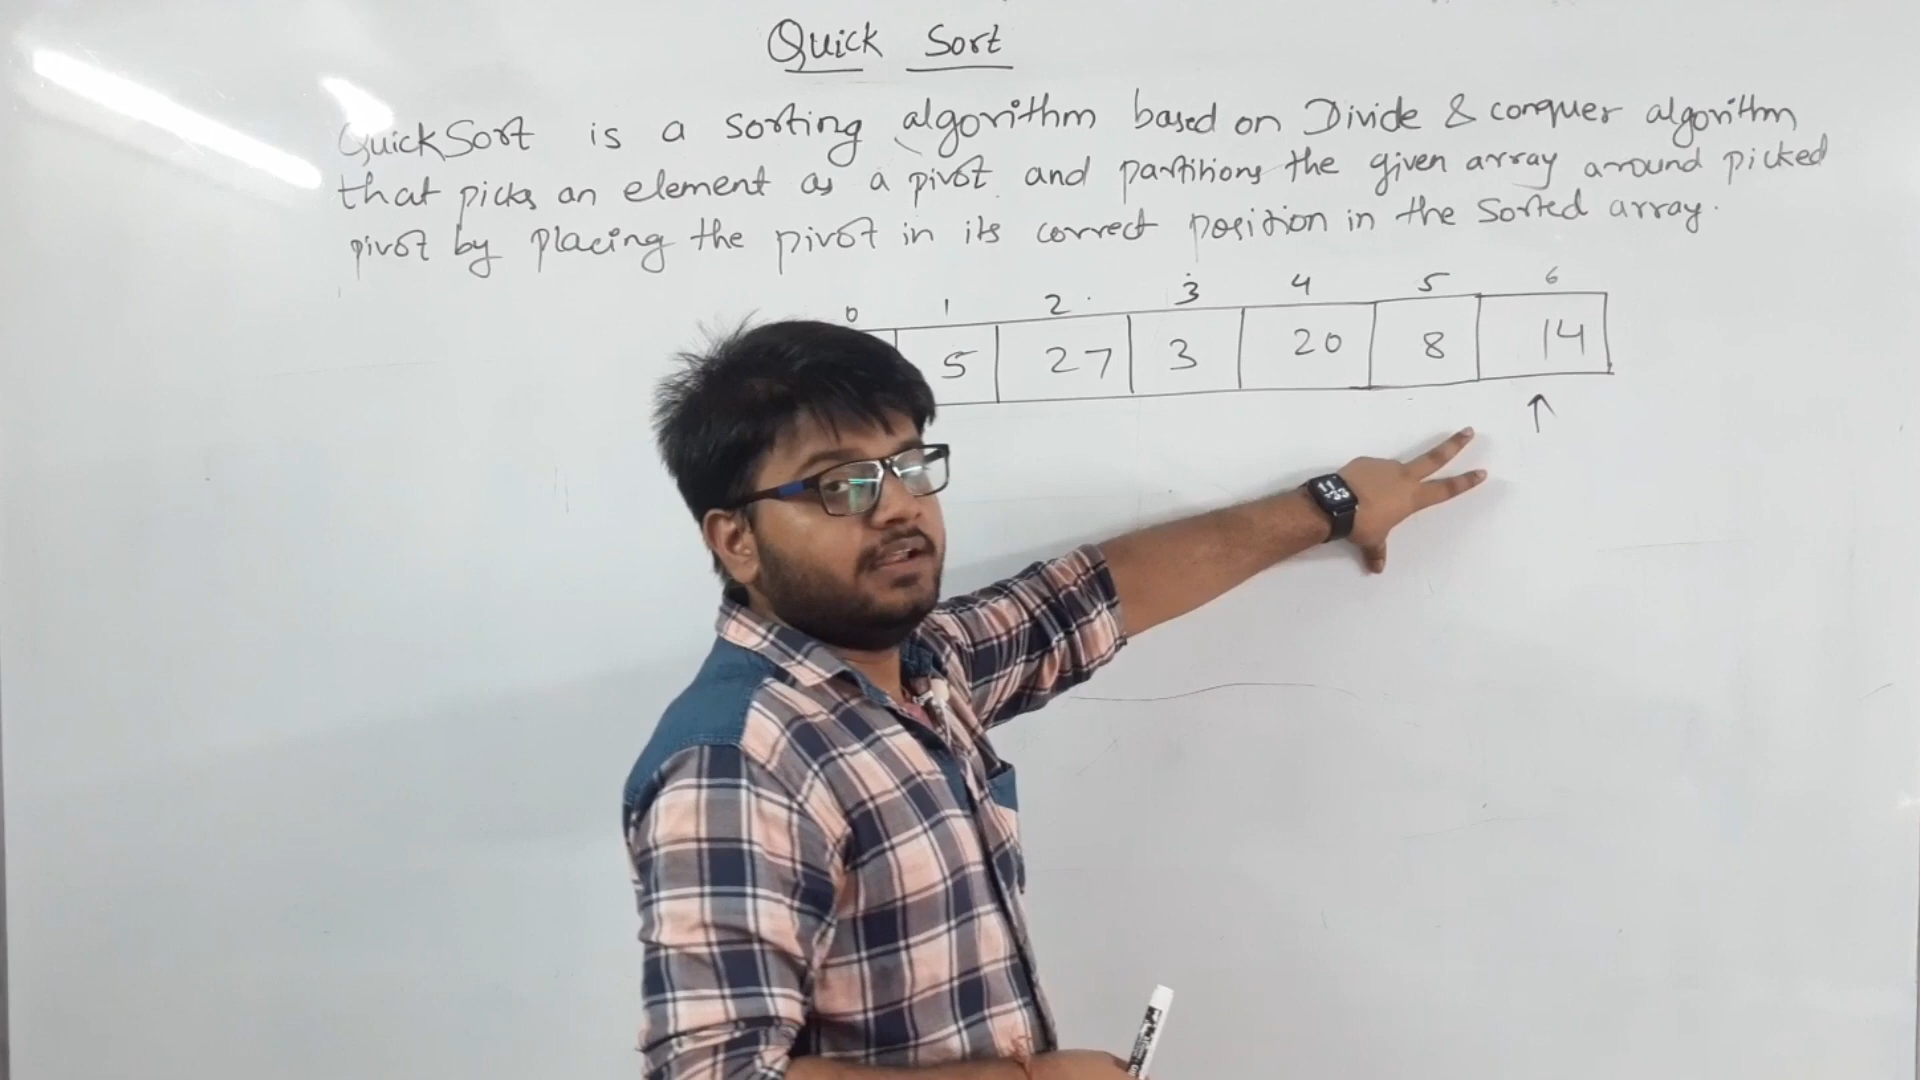 Quick Sort
QuickSort is a sorting algorithm based on Divide & conquer algorithm
that picks an element as a pivot and partitions the given array around picked
pivot by placing the pivot in its correct position in the sorted array.
0 1 2 3 4 5 6
5 27 3 20 8 14
11:33